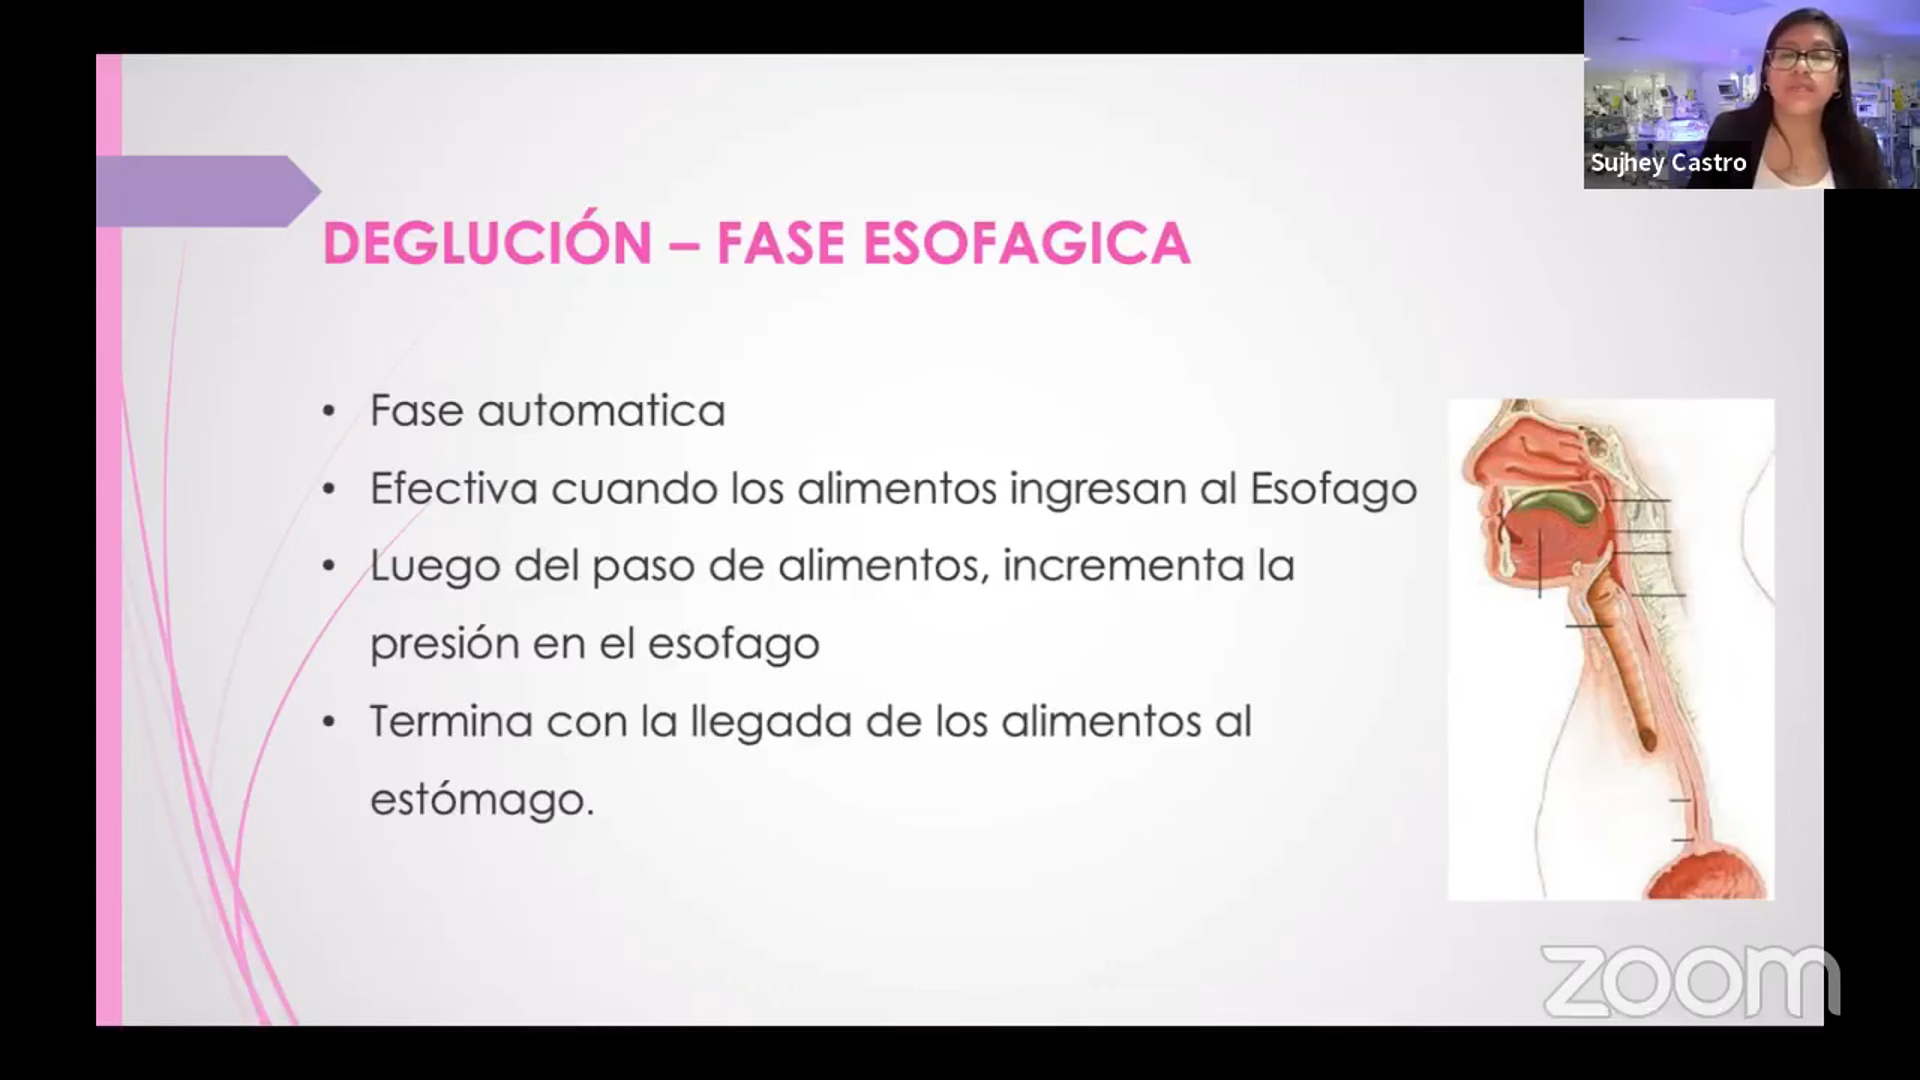 Sujhey Castro
DEGLUCIÓN – FASE ESOFAGICA
• Fase automatica
• Efectiva cuando los alimentos ingresan al Esofago
• Luego del paso de alimentos, incrementa la
presión en el esofago
• Termina con la llegada de los alimentos al
estómago.
zoom